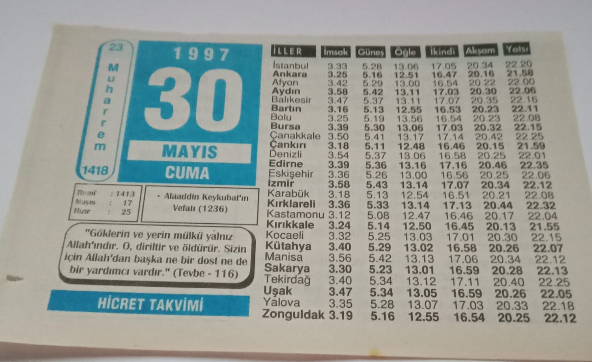 23
Muharrem
1418
1997
30
MAYIS
CUMA
Rumi : 1413
Mayıs : 17
Hızır : 25
• Alaaddin Keykubat'ın
Vefatı (1236)
"Göklerin ve yerin mülkü yalnız
Allah'ındır. O, diriltir ve öldürür. Sizin
için Allah'dan başka ne bir dost ne de
bir yardımcı vardır." (Tevbe - 116)
HİCRET TAKVİMİ
İLLER İmsak Güneş Öğle İkindi Akşam Yatsı
İstanbul 3.33 5.28 13.06 17.05 20.34 22.20
Ankara 3.25 5.16 12.51 16.47 20.16 21.58
Afyon 3.42 5.29 13.00 16.54 20.22 22.00
Aydın 3.58 5.42 13.11 17.03 20.30 22.06
Balıkesir 3.47 5.37 13.11 17.07 20.35 22.16
Bartın 3.16 5.13 12.55 16.53 20.23 22.11
Bolu 3.25 5.19 13.56 16.54 20.23 22.08
Bursa 3.39 5.30 13.06 17.03 20.32 22.15
Çanakkale 3.50 5.41 13.17 17.14 20.42 22.25
Çankırı 3.18 5.11 12.48 16.46 20.15 21.59
Denizli 3.54 5.37 13.06 16.58 20.25 22.01
Edirne 3.39 5.36 13.16 17.16 20.46 22.35
Eskişehir 3.36 5.26 13.00 16.56 20.25 22.06
İzmir 3.58 5.43 13.14 17.07 20.34 22.12
Karabük 3.18 5.13 12.54 16.51 20.21 22.08
Kırklareli 3.36 5.33 13.14 17.13 20.44 22.32
Kastamonu 3.12 5.08 12.47 16.46 20.17 22.04
Kırıkkale 3.24 5.14 12.50 16.45 20.13 21.55
Kocaeli 3.32 5.25 13.03 17.01 20.30 22.15
Kütahya 3.40 5.29 13.02 16.58 20.26 22.07
Manisa 3.56 5.42 13.13 17.06 20.34 22.12
Sakarya 3.30 5.23 13.01 16.59 20.28 22.13
Tekirdağ 3.40 5.34 13.12 17.11 20.40 22.25
Uşak 3.47 5.34 13.05 16.59 20.26 22.05
Yalova 3.35 5.28 13.07 17.03 20.33 22.18
Zonguldak 3.19 5.16 12.55 16.54 20.25 22.12